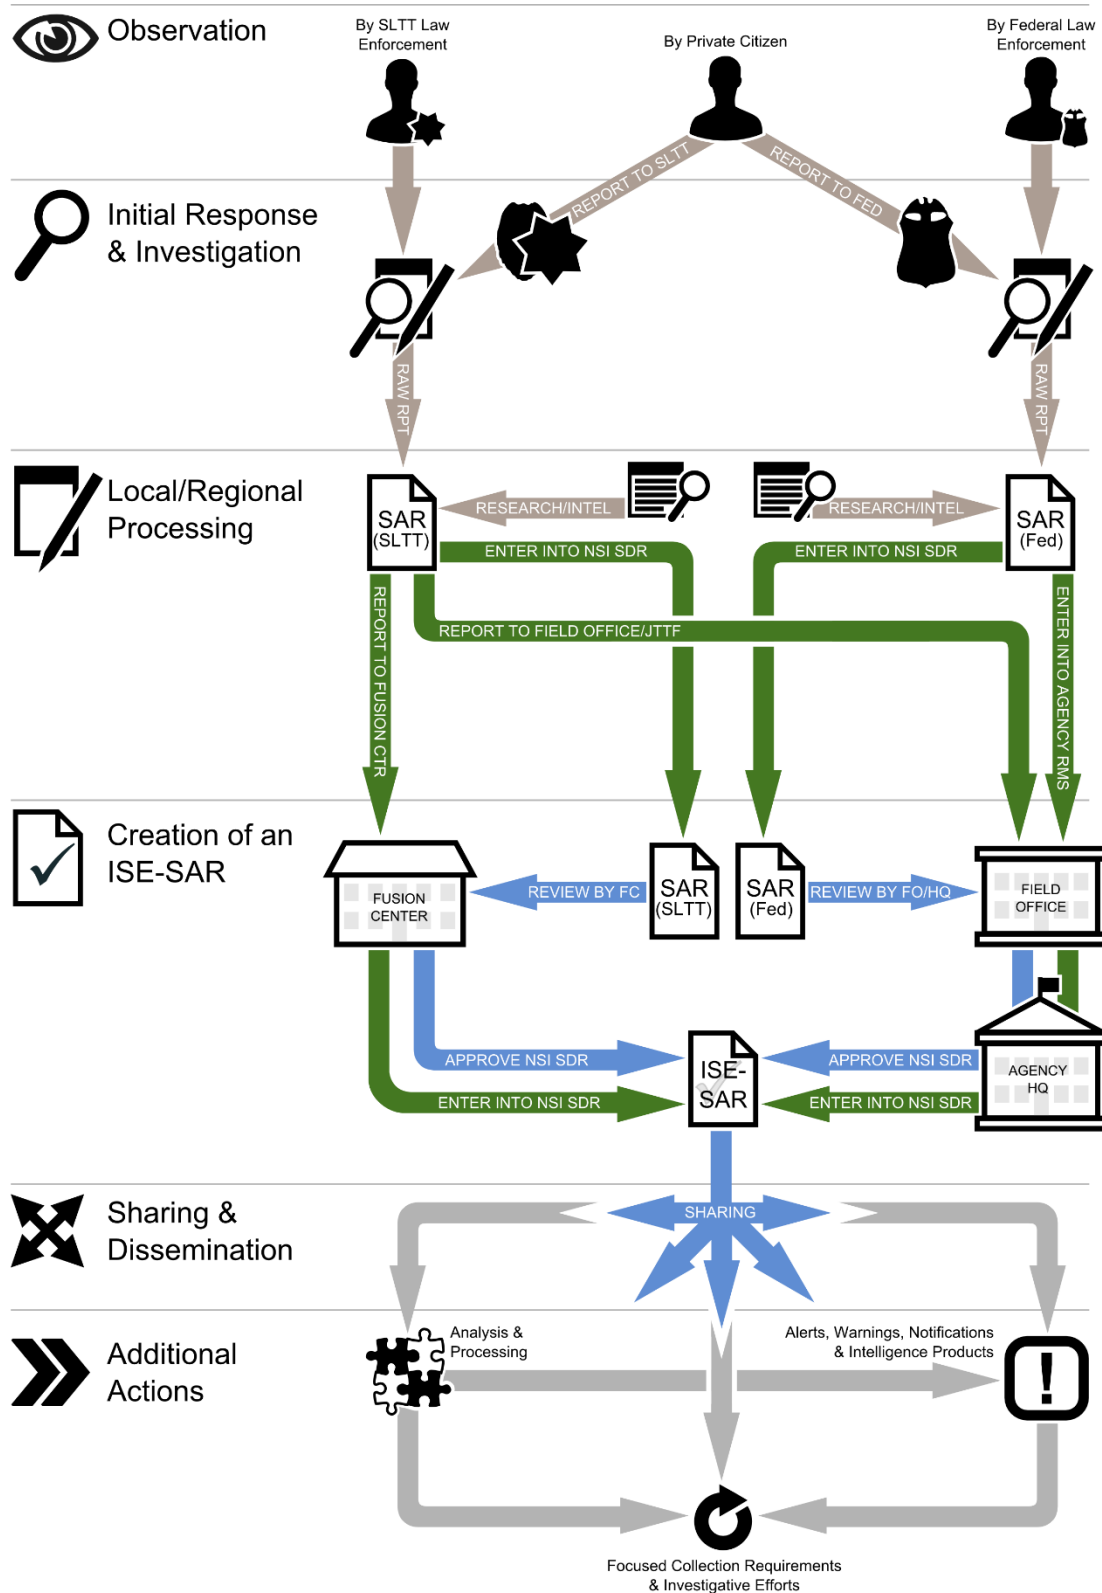 Observation
By SLTT Law
Enforcement
By Private Citizen
By Federal Law
Enforcement
REPORT TO SLTT
REPORT TO FED
Initial Response
& Investigation
RAW RPT
RAW RPT
Local/Regional
Processing
SAR
(SLTT)
RESEARCH/INTEL
RESEARCH/INTEL
SAR
(Fed)
ENTER INTO NSI SDR
ENTER INTO NSI SDR
REPORT TO FIELD OFFICE/JTTF
REPORT TO FUSION CTR
ENTER INTO AGENCY RMS
Creation of an
ISE-SAR
FUSION
CENTER
REVIEW BY FC
SAR
(SLTT)
SAR
(Fed)
REVIEW BY FO/HQ
FIELD
OFFICE
APPROVE NSI SDR
ISE-
SAR
APPROVE NSI SDR
AGENCY
HQ
ENTER INTO NSI SDR
ENTER INTO NSI SDR
Sharing &
Dissemination
SHARING
Additional
Actions
Analysis &
Processing
Alerts, Warnings, Notifications
& Intelligence Products
!
Focused Collection Requirements
& Investigative Efforts